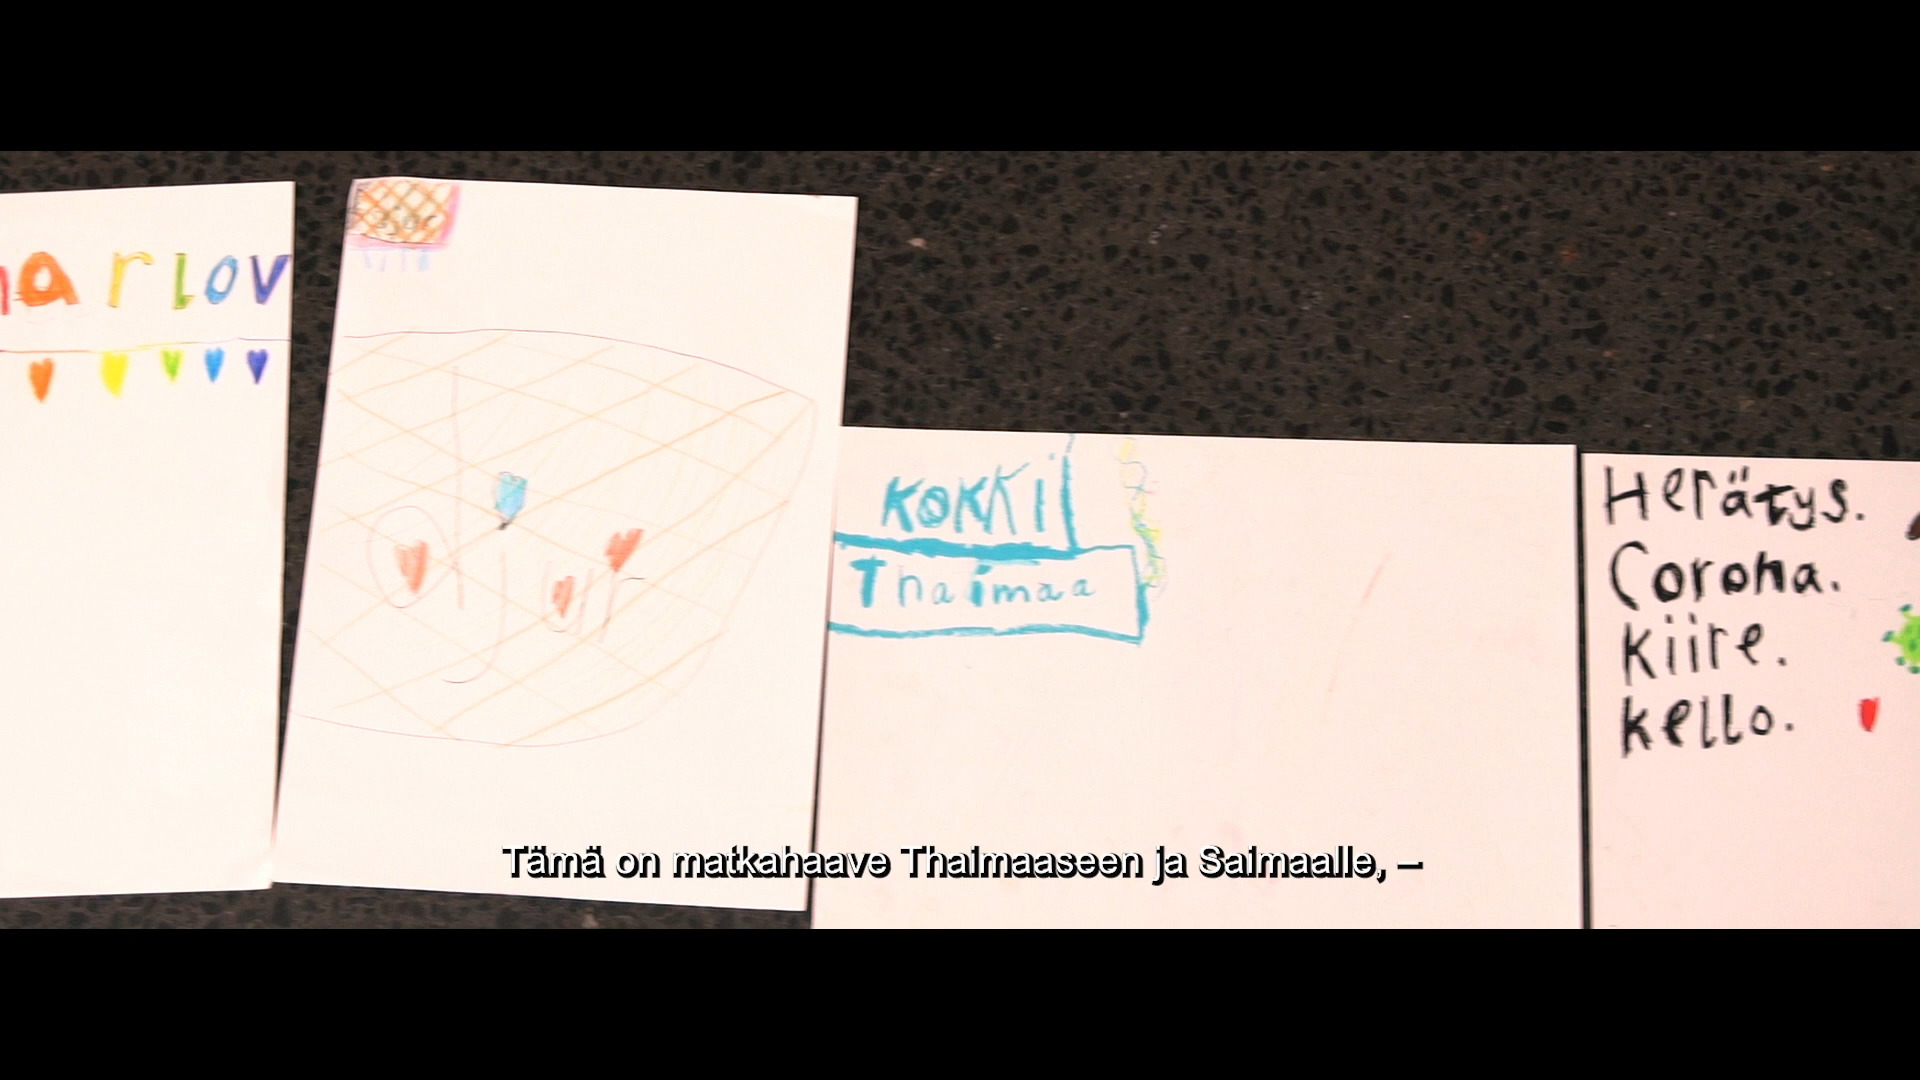 arlov
KOKKI
Thaimaa
Herätys.
Corona.
kiire.
kello.
Tämä on matkahaave Thaimaaseen ja Saimaalle, –